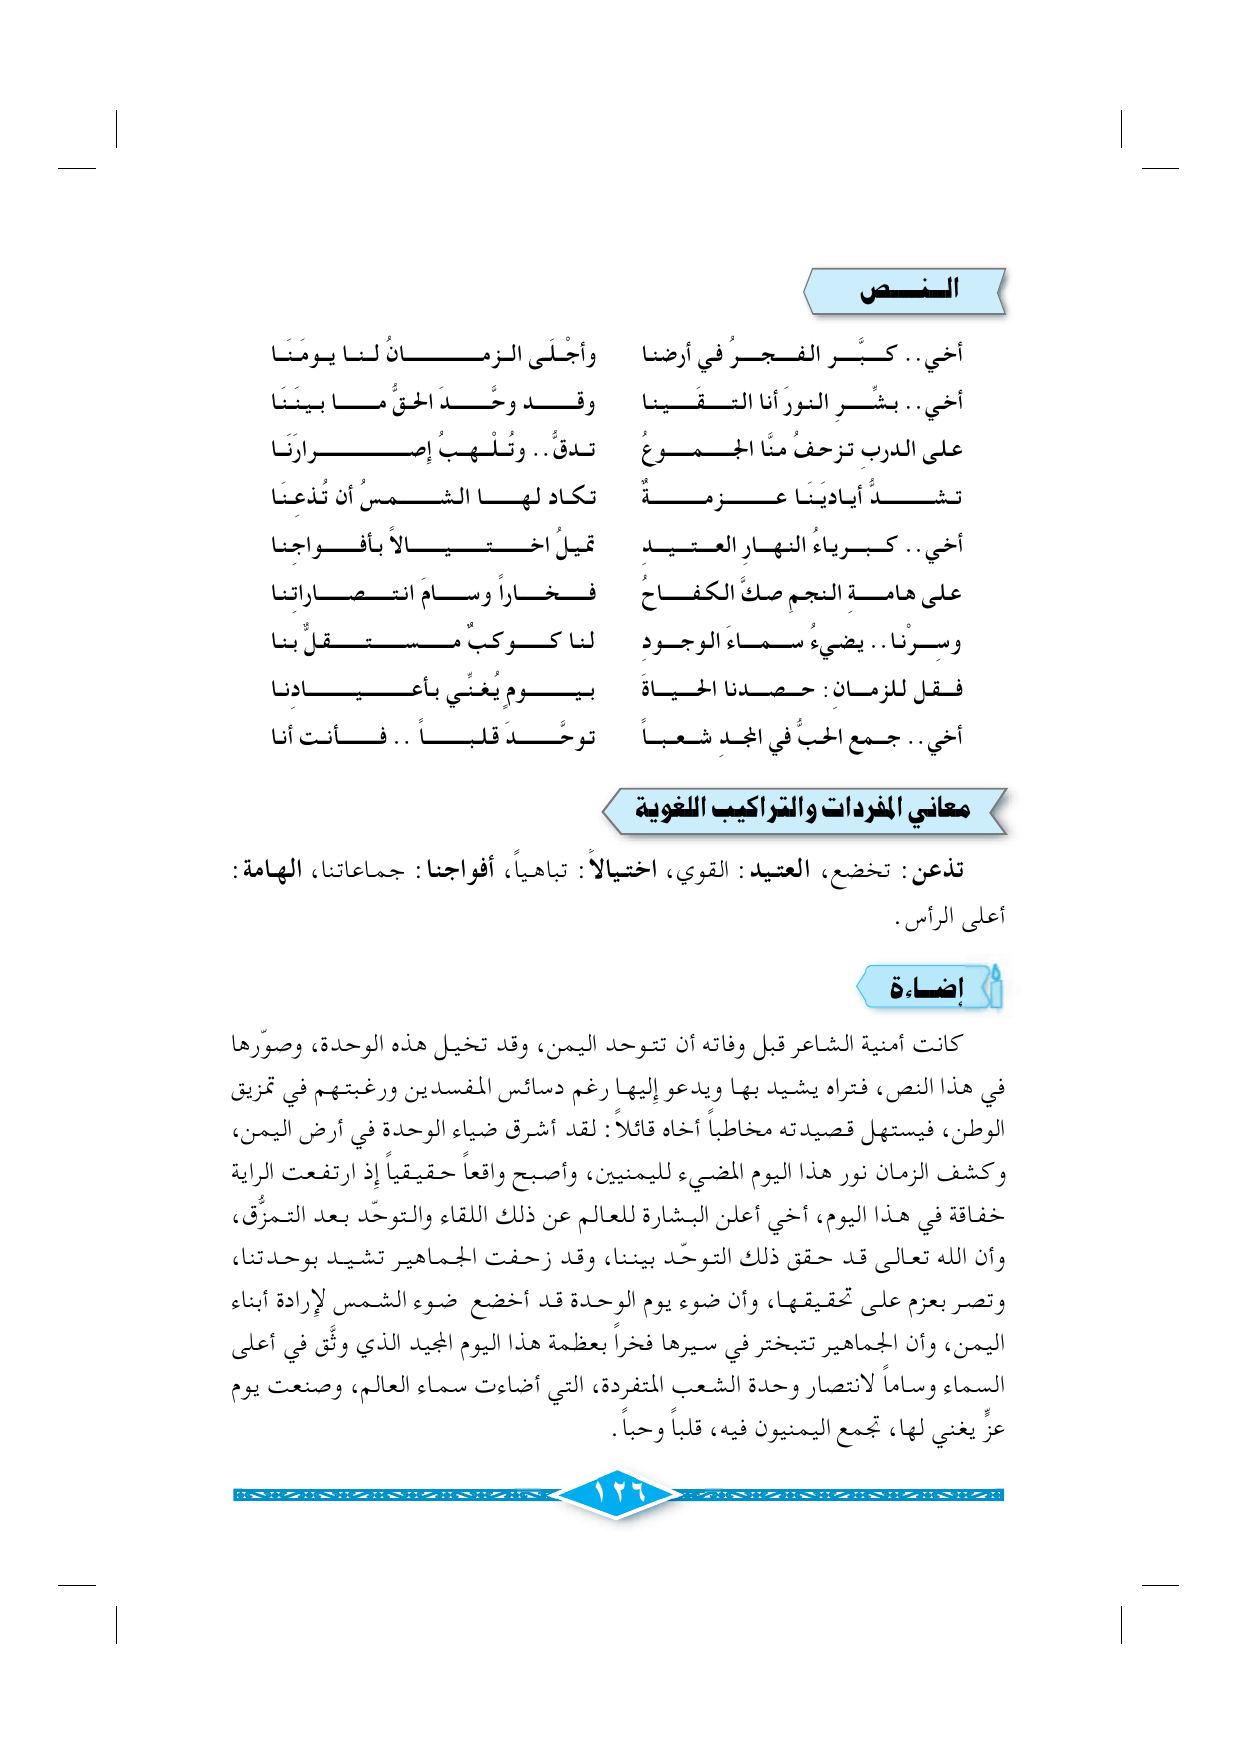 النص
أخي.. كبَّر الفجرُ في أرضنا وأجْلَى الزمانُ لنا يومَنَا
أخي.. بشِّرِ النورَ أنا التقَينا وقد وحَّدَ الحقُّ ما بينَنَا
على الدربِ تزحفُ منَّا الجموعُ تدقُّ.. وتُلْهبُ إصرارَنَا
تشدُّ أيادَيَنَا عزمةٌ تكاد لها الشمسُ أن تُذعِنَا
أخي.. كبرياءُ النهارِ العتيدِ تميلُ اختيالاً بأفواجِنا
على هامةِ النجمِ صكَّ الكفاحُ فخاراً وسامَ انتصاراتِنا
وسِرْنا.. يضيءُ سماءَ الوجودِ لنا كوكبٌ مستقلٌّ بنا
فقل للزمانِ: حصدنا الحياةَ بيومٍ يُغنِّي بأعيادِنا
أخي.. جمع الحبُّ في المجدِ شعباً توحَّدَ قلباً .. فأنت أنا
معاني المفردات والتراكيب اللغوية
تذعن: تخضع، العتيد: القوي، اختيالاً: تباهياً، أفواجنا: جماعاتنا، الهامة:
أعلى الرأس.
إضاءة
كانت أمنية الشاعر قبل وفاته أن تتوحد اليمن، وقد تخيل هذه الوحدة، وصوّرها
في هذا النص، فتراه يشيد بها ويدعو إليها رغم دسائس المفسدين ورغبتهم في تمزيق
الوطن، فيستهل قصيدته مخاطباً أخاه قائلاً: لقد أشرق ضياء الوحدة في أرض اليمن،
وكشف الزمان نور هذا اليوم المضيء لليمنيين، وأصبح واقعاً حقيقياً إذ ارتفعت الراية
خفاقة في هذا اليوم، أخي أعلن البشارة للعالم عن ذلك اللقاء والتوحّد بعد التمزُّق،
وأن الله تعالى قد حقق ذلك التوحّد بيننا، وقد زحفت الجماهير تشيد بوحدتنا،
وتصر بعزم على تحقيقها، وأن ضوء يوم الوحدة قد أخضع ضوء الشمس لإرادة أبناء
اليمن، وأن الجماهير تتبختر في سيرها فخراً بعظمة هذا اليوم المجيد الذي وثَّق في أعلى
السماء وساماً لانتصار وحدة الشعب المتفردة، التي أضاءت سماء العالم، وصنعت يوم
عزٍّ يغني لها، تجمع اليمنيون فيه، قلباً وحباً.
١٢٦